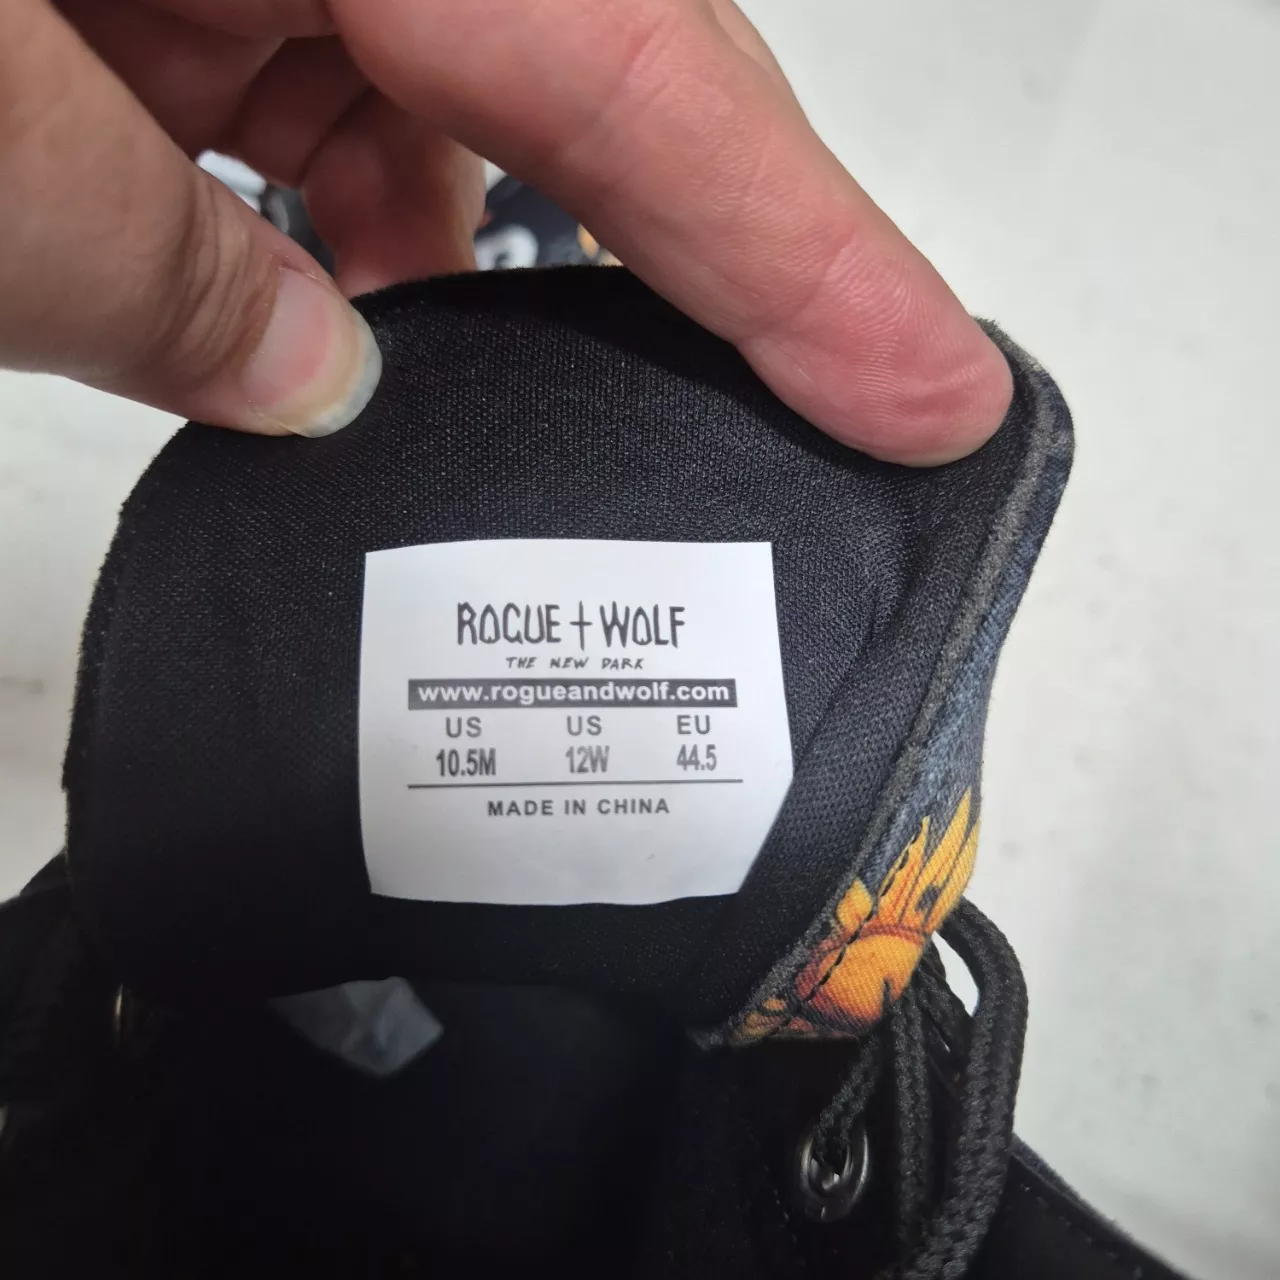 ROGUE † WOLF
THE NEW DARK
www.rogueandwolf.com
US US EU
10.5M 12W 44.5
MADE IN CHINA